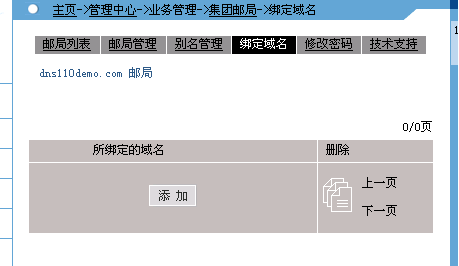 主页->管理中心->业务管理->集团邮局->绑定域名
邮局列表 邮局管理 别名管理 绑定域名 修改密码 技术支持
dns110demo.com 邮局
0/0页
所绑定的域名 删除
添 加
上一页
下一页